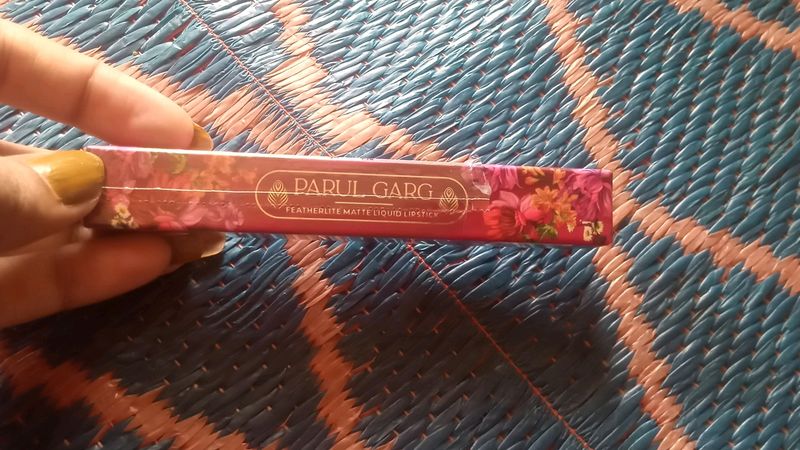 PARUL GARG
FEATHERLITE MATTE LIQUID LIPSTICK